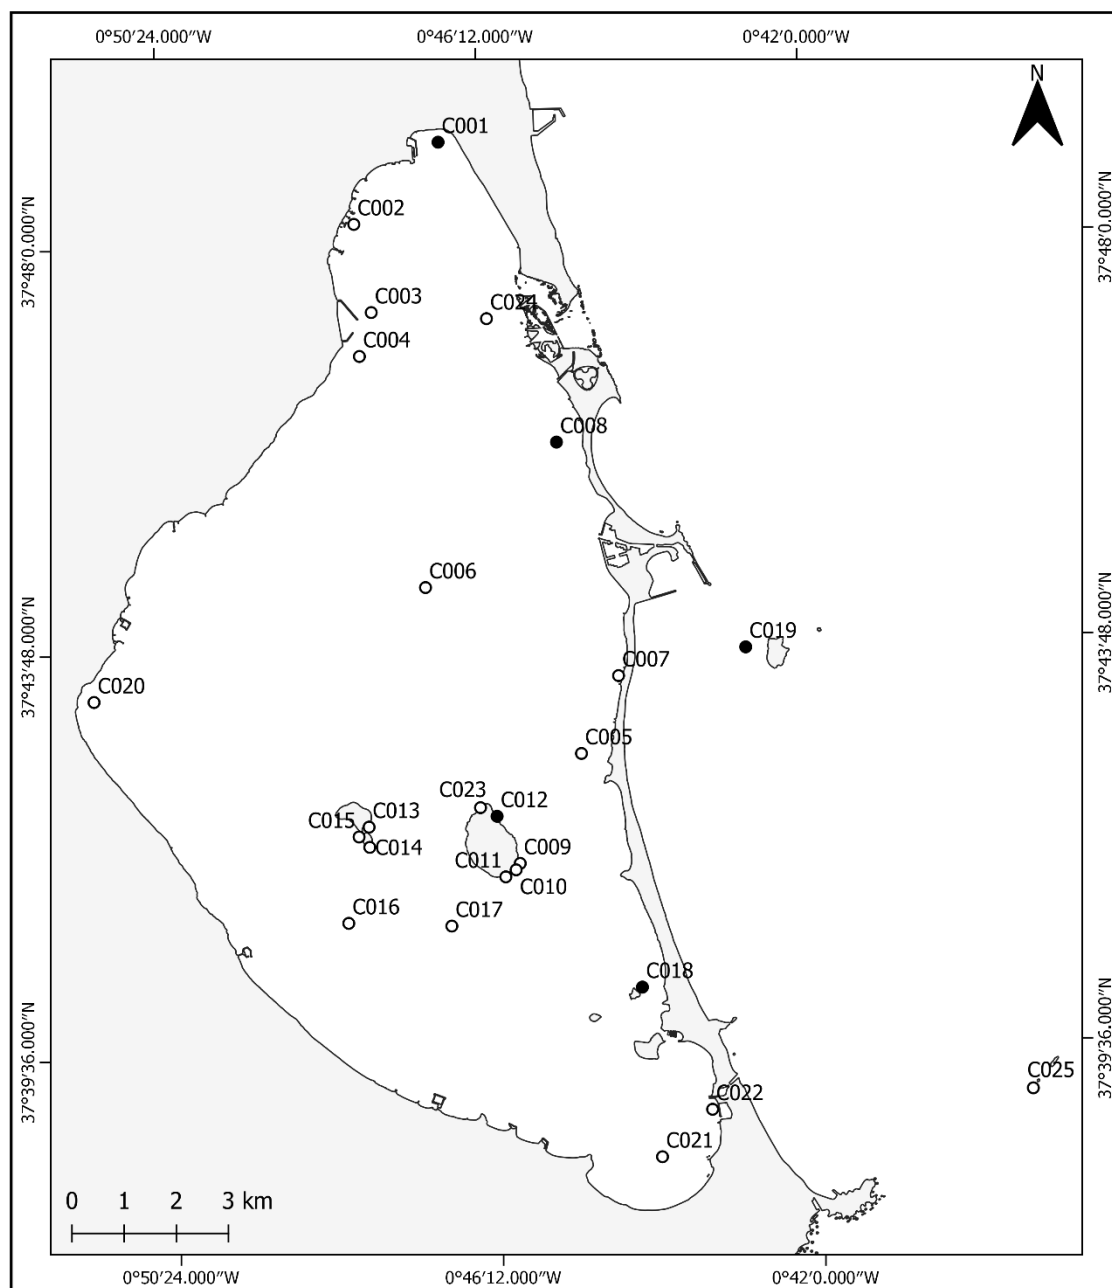 0°50′24.000″W
0°46′12.000″W
0°42′0.000″W
N
C001
C002
37°48′0.000″N
37°48′0.000″N
C003
C024
C004
C008
C006
C019
C007
37°43′48.000″N
37°43′48.000″N
C020
C005
C023
C012
C013
C015
C014
C011
C009
C010
C016
C017
C018
37°39′36.000″N
37°39′36.000″N
C025
C022
C021
0 1 2 3 km
0°50′24.000″W
0°46′12.000″W
0°42′0.000″W